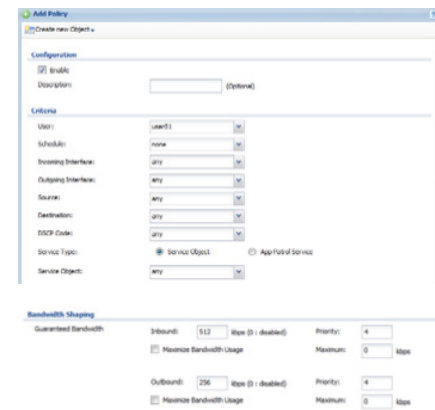 Add Policy
Create new Object
Configuration
Enable
Description: (Optional)
Criteria
User: user01
Schedule: none
Incoming Interface: any
Outgoing Interface: any
Source: any
Destination: any
DSCP Code: any
Service Type: Service Object App Patrol Service
Service Object: any
Bandwidth Shaping
Guaranteed Bandwidth Inbound: 512 kbps (0 : disabled) Priority: 4
Maximize Bandwidth Usage Maximum: 0 kbps
Outbound: 256 kbps (0 : disabled) Priority: 4
Maximize Bandwidth Usage Maximum: 0 kbps